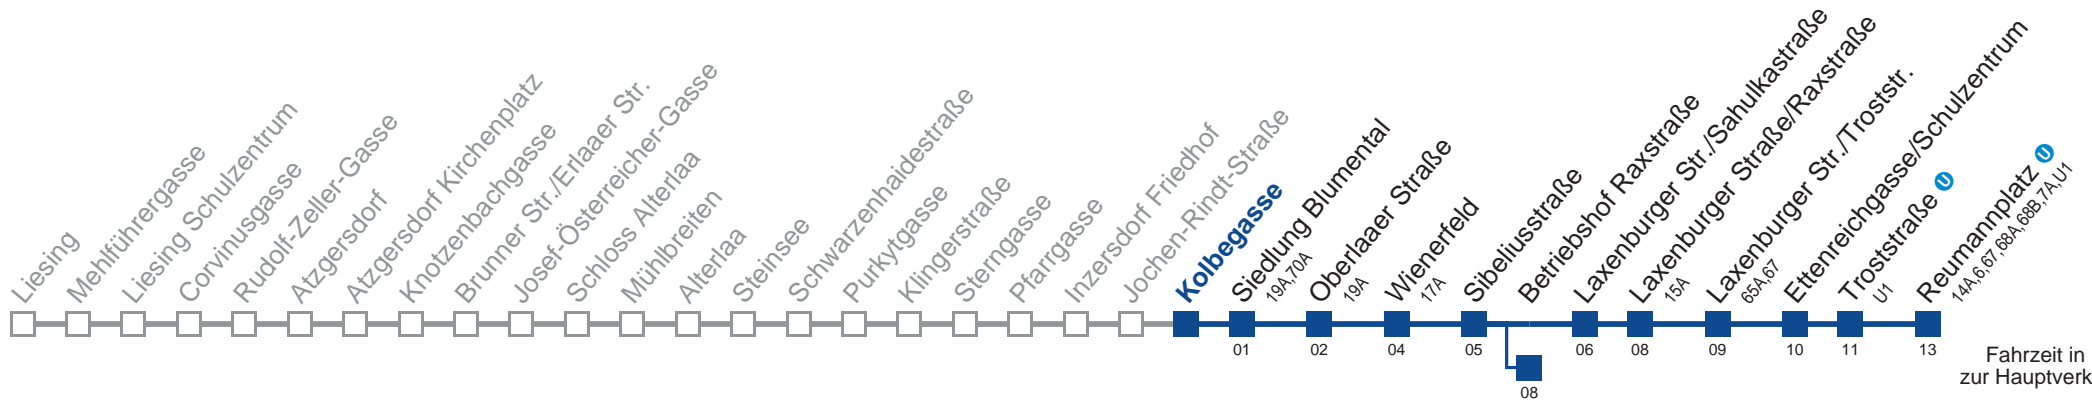 Liesing
Mehlführergasse
Liesing Schulzentrum
Corvinusgasse
Rudolf-Zeller-Gasse
Atzgersdorf
Atzgersdorf Kirchenplatz
Knotzenbachgasse
Brunner Str./Erlaaer Str.
Josef-Österreicher-Gasse
Schloss Alterlaa
Mühlbreiten
Alterlaa
Steinsee
Schwarzenhaidestraße
Purkytgasse
Klingerstraße
Sterngasse
Pfarrgasse
Inzersdorf Friedhof
Jochen-Rindt-Straße
Kolbegasse
Siedlung Blumental
19A,70A
01
Oberlaaer Straße
19A
02
Wienerfeld
17A
04
Sibeliusstraße
05
Betriebshof Raxstraße
08
Laxenburger Str./Sahulkastraße
06
Laxenburger Straße/Raxstraße
15A
08
Laxenburger Str./Troststr.
65A,67
09
Ettenreichgasse/Schulzentrum
10
Troststraße U
U1
11
Reumannplatz U
14A,6,67,68A,68B,7A,U1
13
Fahrzeit in
zur Hauptverk